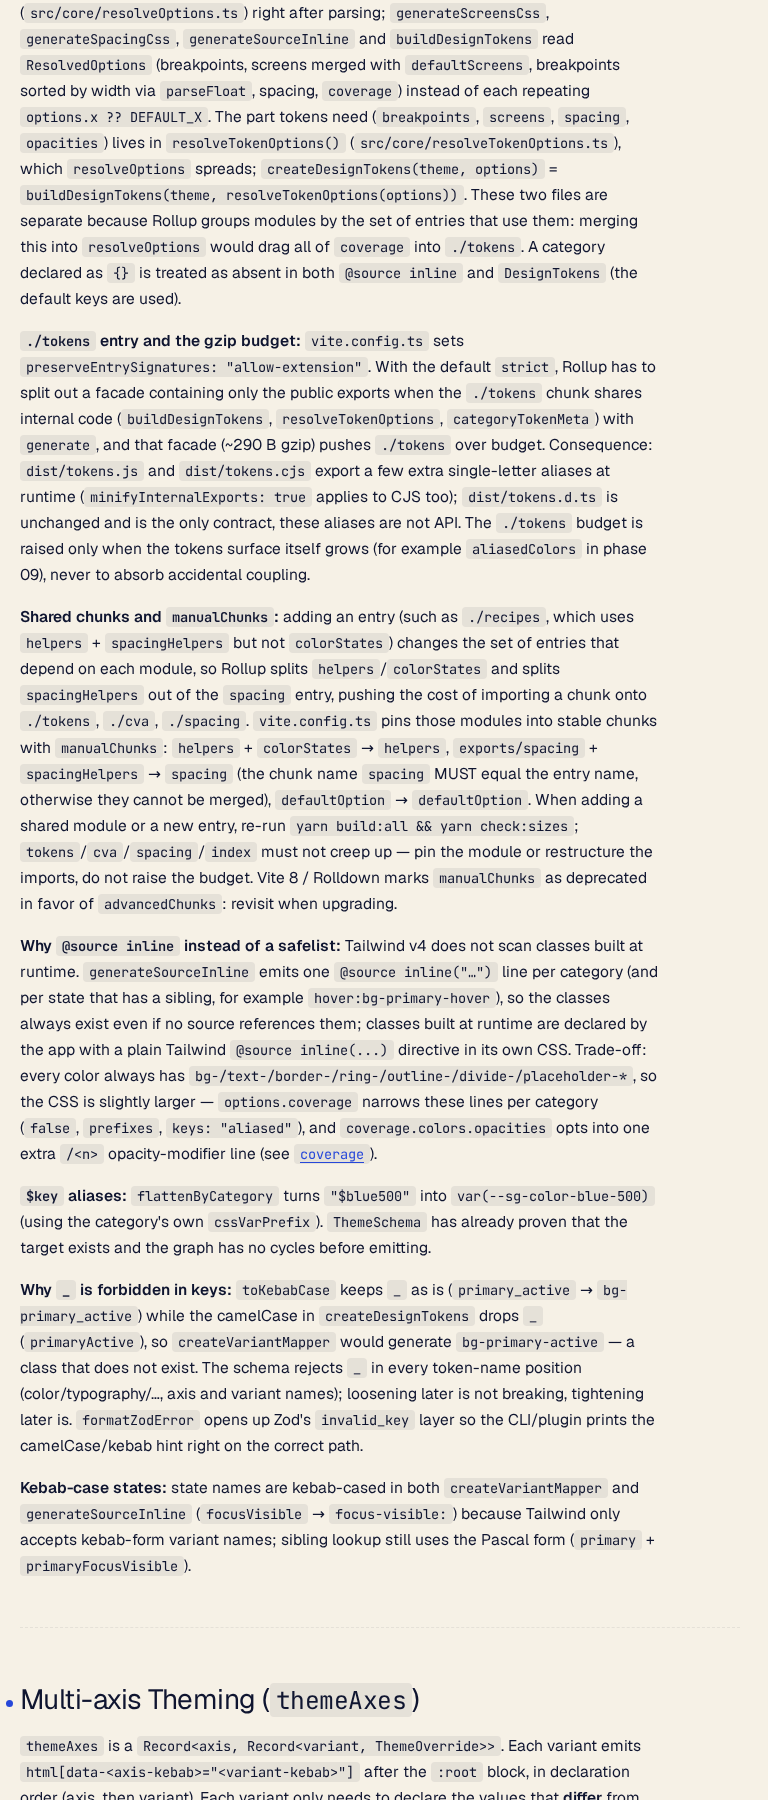 (src/core/resolveOptions.ts) right after parsing; generateScreensCss,
generateSpacingCss, generateSourceInline and buildDesignTokens read
ResolvedOptions (breakpoints, screens merged with defaultScreens, breakpoints
sorted by width via parseFloat, spacing, coverage) instead of each repeating
options.x ?? DEFAULT_X. The part tokens need (breakpoints, screens, spacing,
opacities) lives in resolveTokenOptions() (src/core/resolveTokenOptions.ts),
which resolveOptions spreads; createDesignTokens(theme, options) =
buildDesignTokens(theme, resolveTokenOptions(options)). These two files are
separate because Rollup groups modules by the set of entries that use them: merging
this into resolveOptions would drag all of coverage into ./tokens. A category
declared as {} is treated as absent in both @source inline and DesignTokens (the
default keys are used).
./tokens entry and the gzip budget: vite.config.ts sets
preserveEntrySignatures: "allow-extension". With the default strict, Rollup has to
split out a facade containing only the public exports when the ./tokens chunk shares
internal code (buildDesignTokens, resolveTokenOptions, categoryTokenMeta) with
generate, and that facade (~290 B gzip) pushes ./tokens over budget. Consequence:
dist/tokens.js and dist/tokens.cjs export a few extra single-letter aliases at
runtime (minifyInternalExports: true applies to CJS too); dist/tokens.d.ts is
unchanged and is the only contract, these aliases are not API. The ./tokens budget is
raised only when the tokens surface itself grows (for example aliasedColors in phase
09), never to absorb accidental coupling.
Shared chunks and manualChunks: adding an entry (such as ./recipes, which uses
helpers + spacingHelpers but not colorStates) changes the set of entries that
depend on each module, so Rollup splits helpers/colorStates and splits
spacingHelpers out of the spacing entry, pushing the cost of importing a chunk onto
./tokens, ./cva, ./spacing. vite.config.ts pins those modules into stable chunks
with manualChunks: helpers + colorStates → helpers, exports/spacing +
spacingHelpers → spacing (the chunk name spacing MUST equal the entry name,
otherwise they cannot be merged), defaultOption → defaultOption. When adding a
shared module or a new entry, re-run yarn build:all && yarn check:sizes;
tokens/cva/spacing/index must not creep up — pin the module or restructure the
imports, do not raise the budget. Vite 8 / Rolldown marks manualChunks as deprecated
in favor of advancedChunks: revisit when upgrading.
Why @source inline instead of a safelist: Tailwind v4 does not scan classes built at
runtime. generateSourceInline emits one @source inline("…") line per category (and
per state that has a sibling, for example hover:bg-primary-hover), so the classes
always exist even if no source references them; classes built at runtime are declared by
the app with a plain Tailwind @source inline(...) directive in its own CSS. Trade-off:
every color always has bg-/text-/border-/ring-/outline-/divide-/placeholder-*, so
the CSS is slightly larger — options.coverage narrows these lines per category
(false, prefixes, keys: "aliased"), and coverage.colors.opacities opts into one
extra /<n> opacity-modifier line (see coverage).
$key aliases: flattenByCategory turns "$blue500" into var(--sg-color-blue-500)
(using the category's own cssVarPrefix). ThemeSchema has already proven that the
target exists and the graph has no cycles before emitting.
Why _ is forbidden in keys: toKebabCase keeps _ as is (primary_active → bg-
primary_active) while the camelCase in createDesignTokens drops _
(primaryActive), so createVariantMapper would generate bg-primary-active — a
class that does not exist. The schema rejects _ in every token-name position
(color/typography/…, axis and variant names); loosening later is not breaking, tightening
later is. formatZodError opens up Zod's invalid_key layer so the CLI/plugin prints the
camelCase/kebab hint right on the correct path.
Kebab-case states: state names are kebab-cased in both createVariantMapper and
generateSourceInline (focusVisible → focus-visible:) because Tailwind only
accepts kebab-form variant names; sibling lookup still uses the Pascal form (primary +
primaryFocusVisible).
Multi-axis Theming (themeAxes)
themeAxes is a Record<axis, Record<variant, ThemeOverride>>. Each variant emits
html[data-<axis-kebab>="<variant-kebab>"] after the :root block, in declaration
order (axis, then variant). Each variant only needs to declare the values that differ from